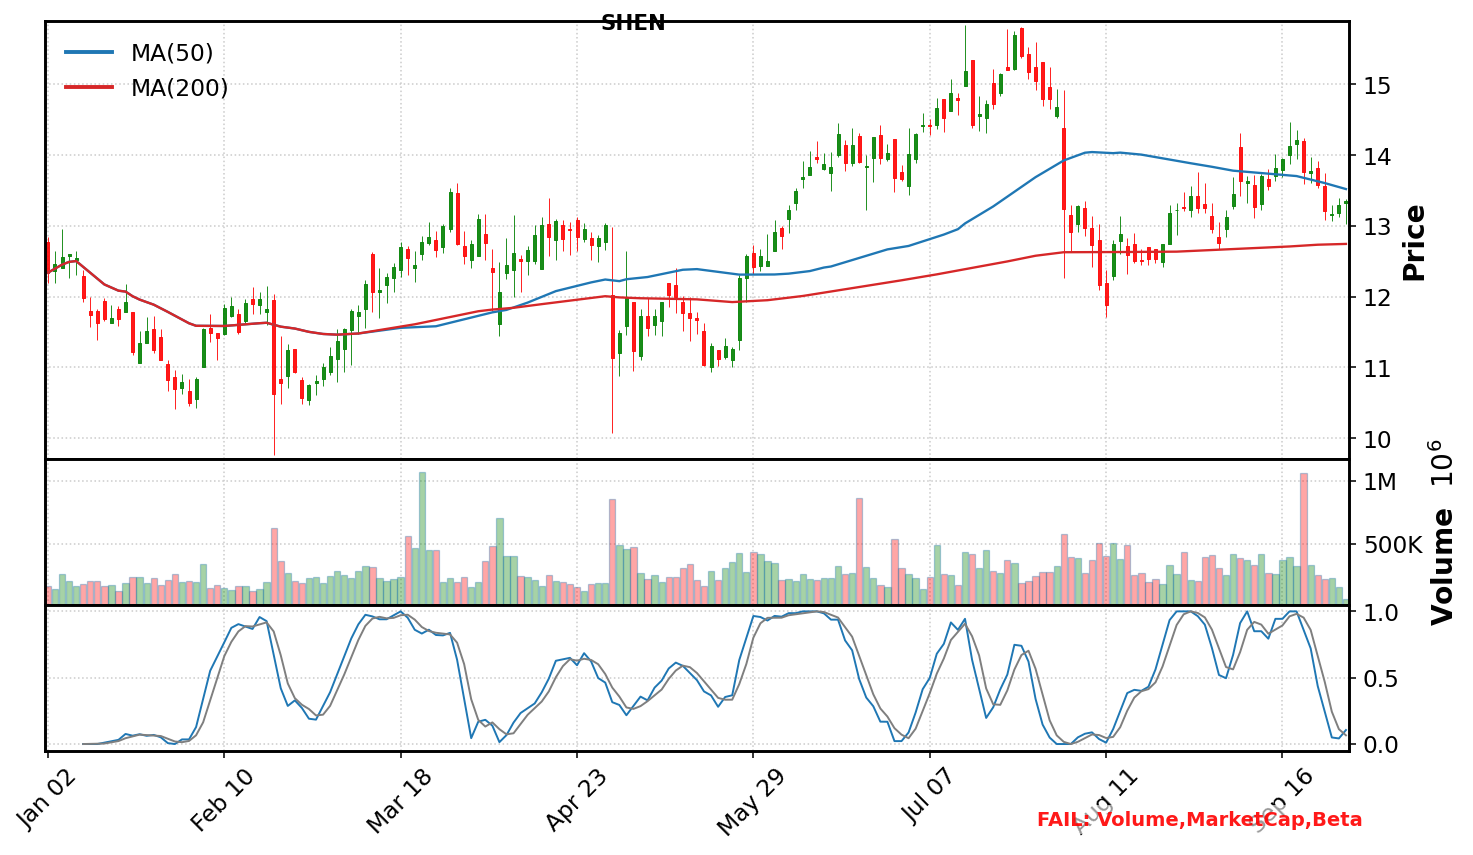 SHEN
MA(50)
MA(200)
15
14
13
12
11
10
Price
1M
500K
Volume 10^6
1.0
0.5
0.0
Jan 02
Feb 10
Mar 18
Apr 23
May 29
Jul 07
Aug 11
Sep 16
FAIL: Volume,MarketCap,Beta